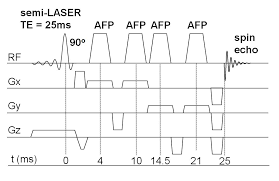 semi-LASER
TE = 25ms
90º
AFP AFP AFP AFP
spin
echo
RF
Gx
Gy
Gz
t (ms) 0 4 10 14.5 21 25